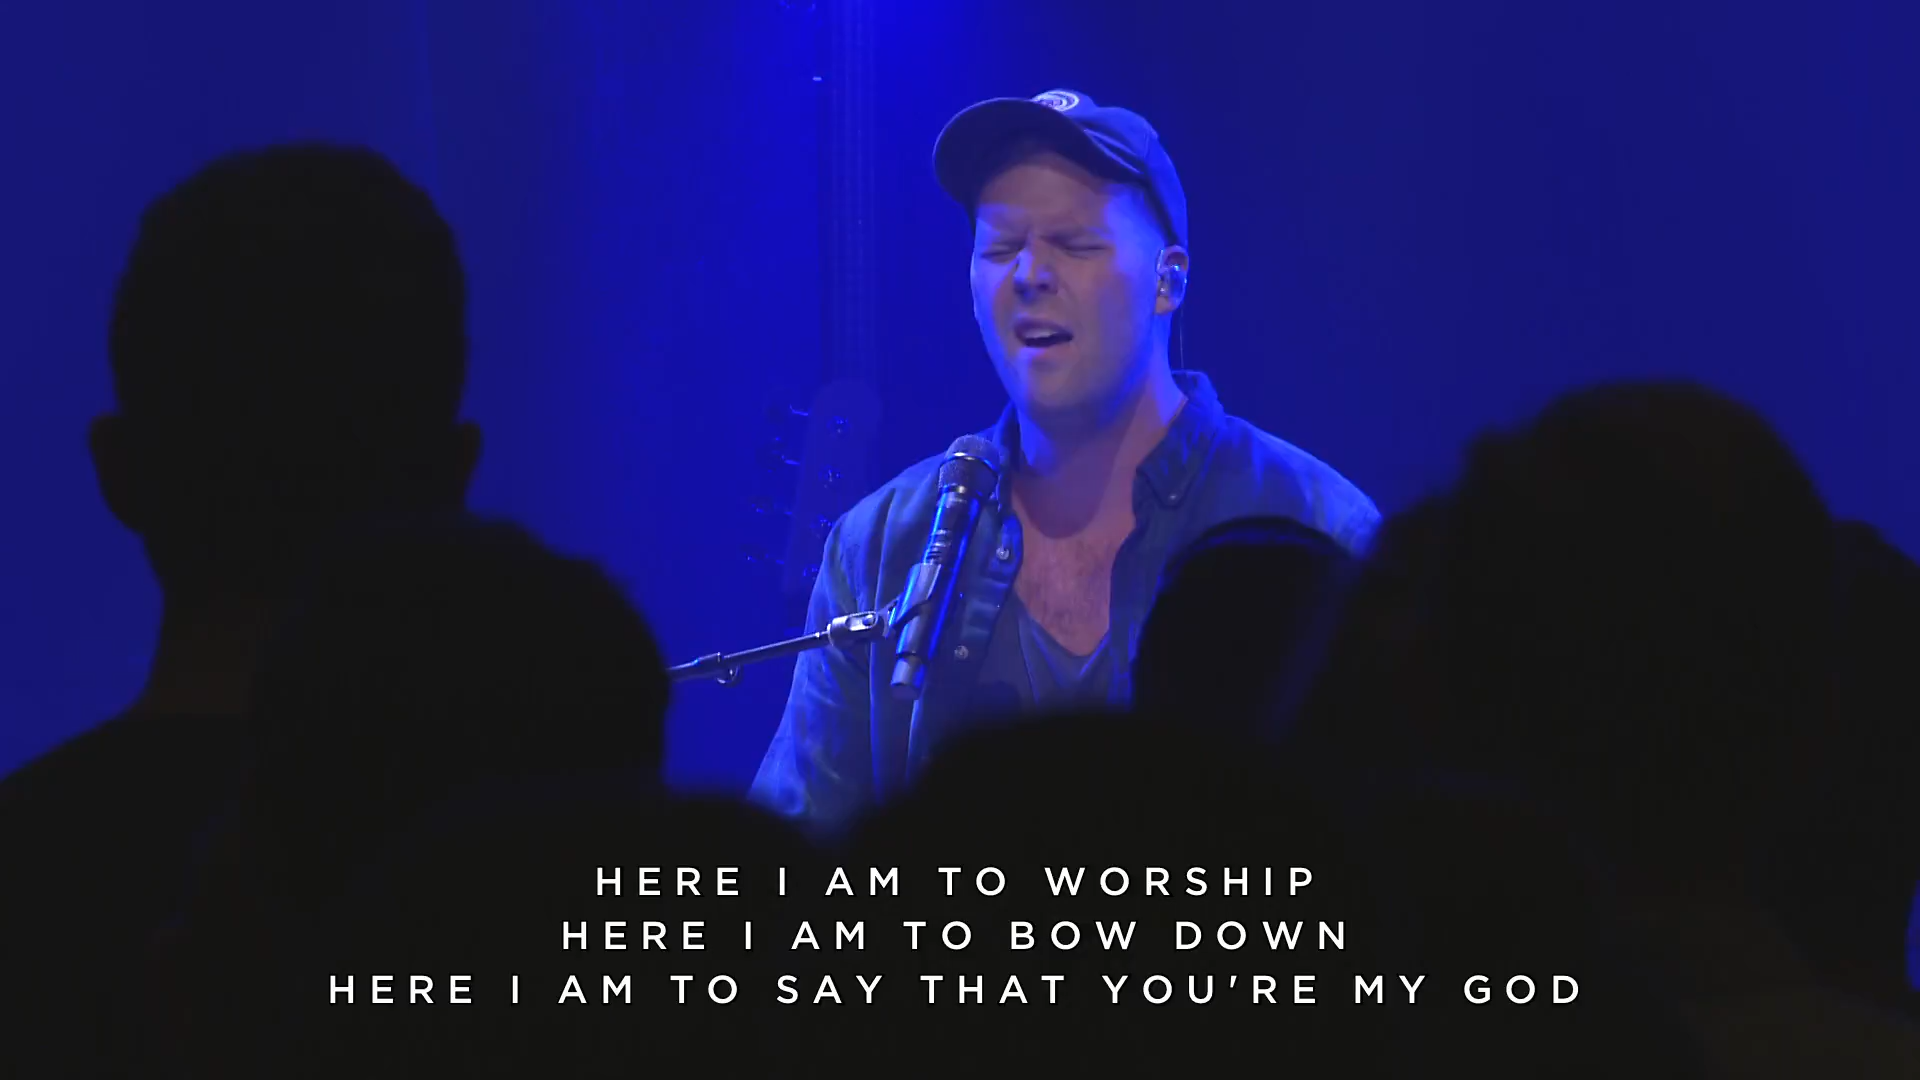 HERE I AM TO WORSHIP
HERE I AM TO BOW DOWN
HERE I AM TO SAY THAT YOU'RE MY GOD